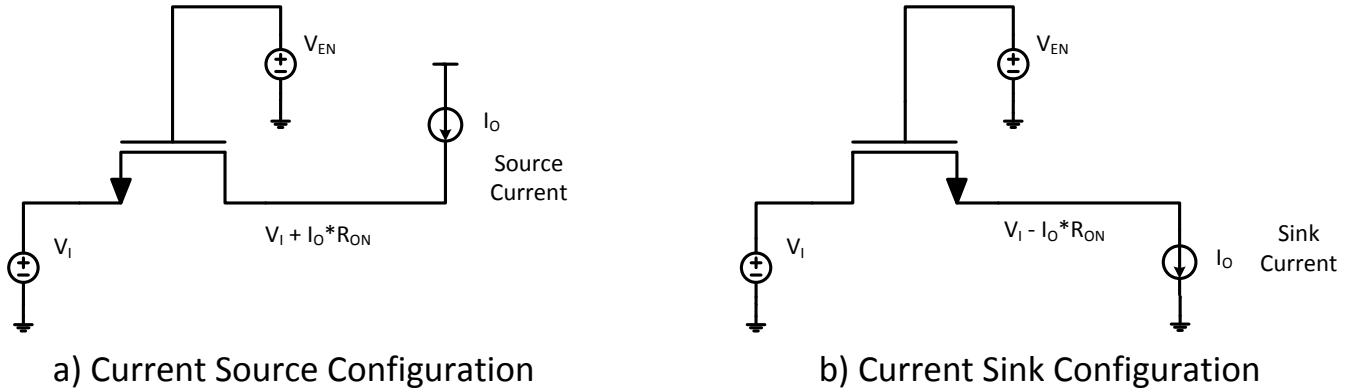 V_EN
I_O
Source
Current
V_I
V_I + I_O*R_ON
a) Current Source Configuration
V_EN
V_I
V_I - I_O*R_ON
I_O
Sink
Current
b) Current Sink Configuration